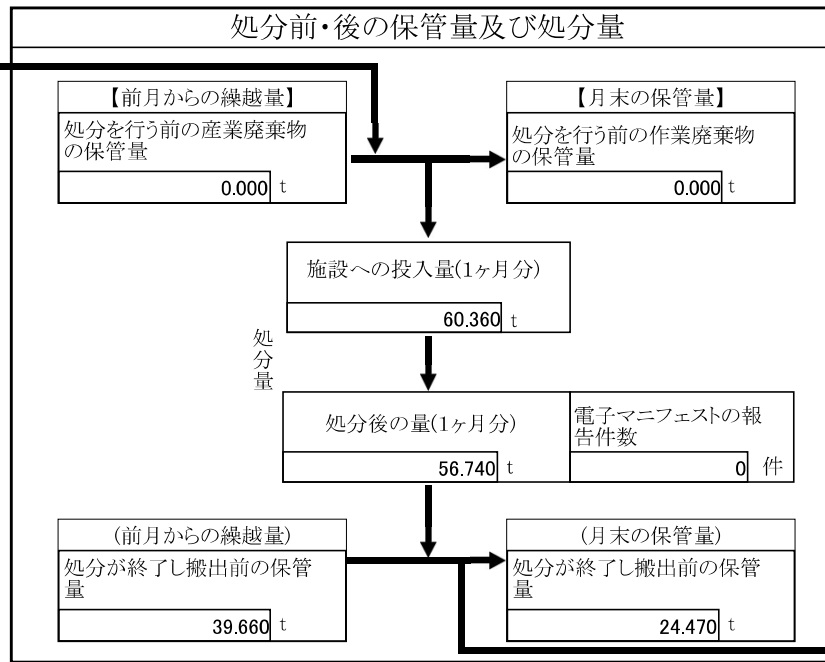 処分前・後の保管量及び処分量
【前月からの繰越量】
処分を行う前の産業廃棄物
の保管量
0.000 t
【月末の保管量】
処分を行う前の作業廃棄物
の保管量
0.000 t
施設への投入量(1ヶ月分)
60.360 t
処
分
量
処分後の量(1ヶ月分)
56.740 t
電子マニフェストの報
告件数
0 件
(前月からの繰越量)
処分が終了し搬出前の保管
量
39.660 t
(月末の保管量)
処分が終了し搬出前の保管
量
24.470 t